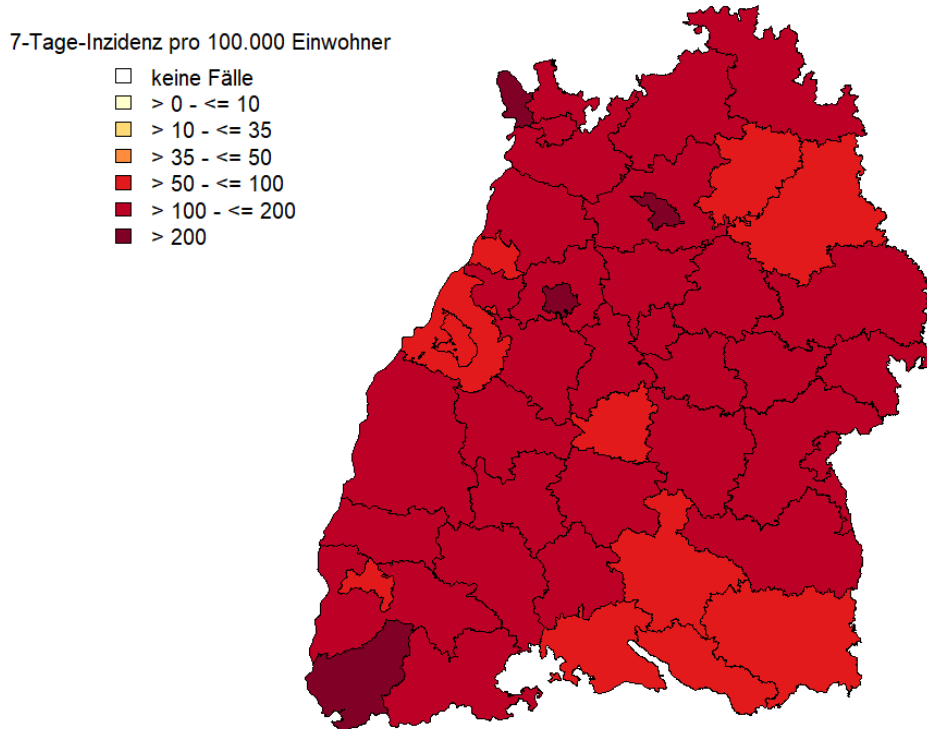 7-Tage-Inzidenz pro 100.000 Einwohner
keine Fälle
> 0 - <= 10
> 10 - <= 35
> 35 - <= 50
> 50 - <= 100
> 100 - <= 200
> 200